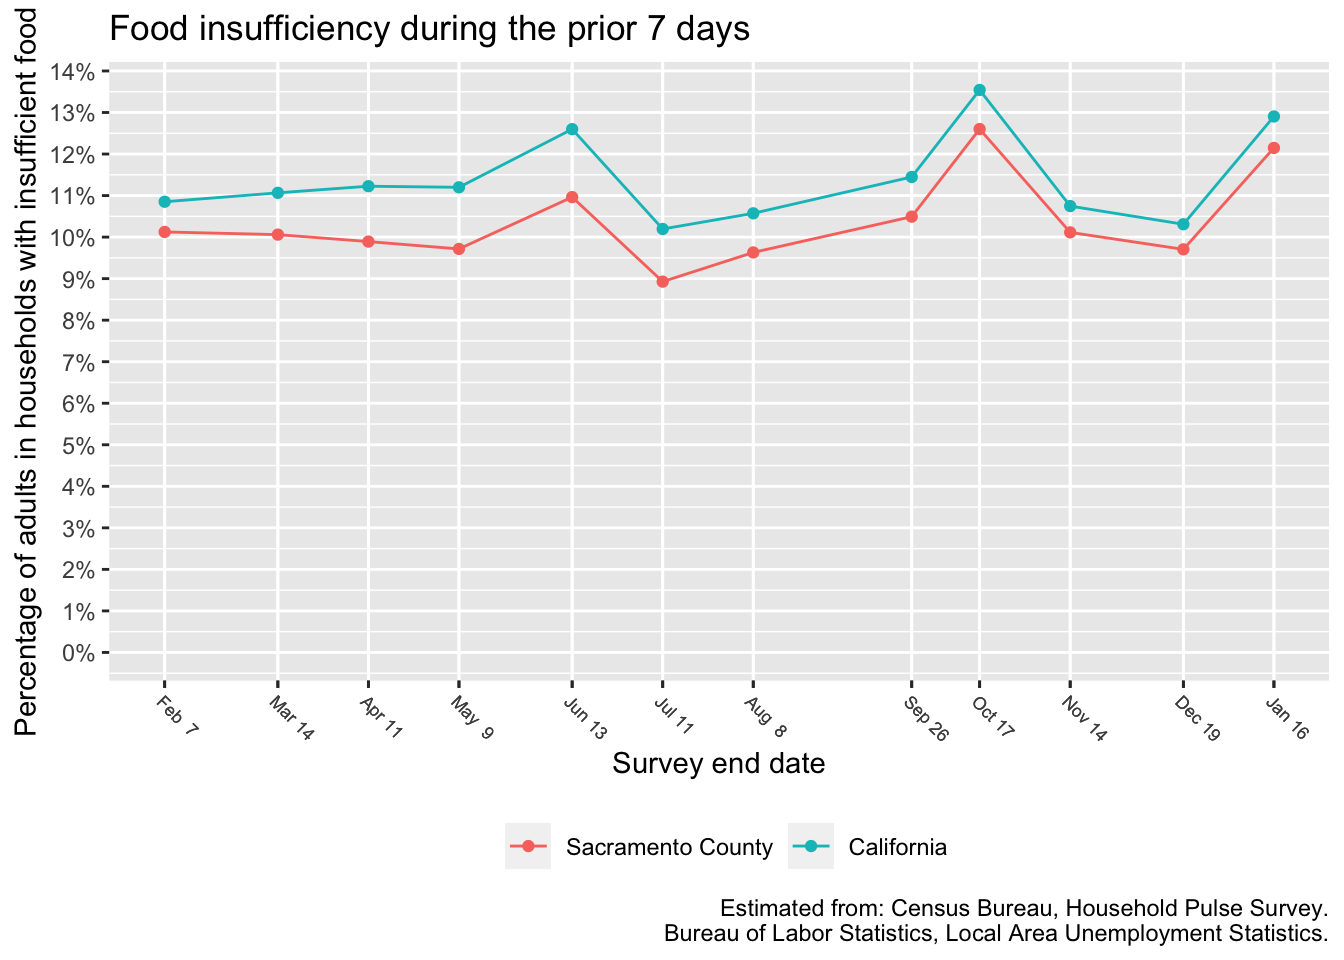 Food insufficiency during the prior 7 days
Percentage of adults in households with insufficient food
14%
13%
12%
11%
10%
9%
8%
7%
6%
5%
4%
3%
2%
1%
0%
Feb 7
Mar 14
Apr 11
May 9
Jun 13
Jul 11
Aug 8
Sep 26
Oct 17
Nov 14
Dec 19
Jan 16
Survey end date
Sacramento County
California
Estimated from: Census Bureau, Household Pulse Survey.
Bureau of Labor Statistics, Local Area Unemployment Statistics.